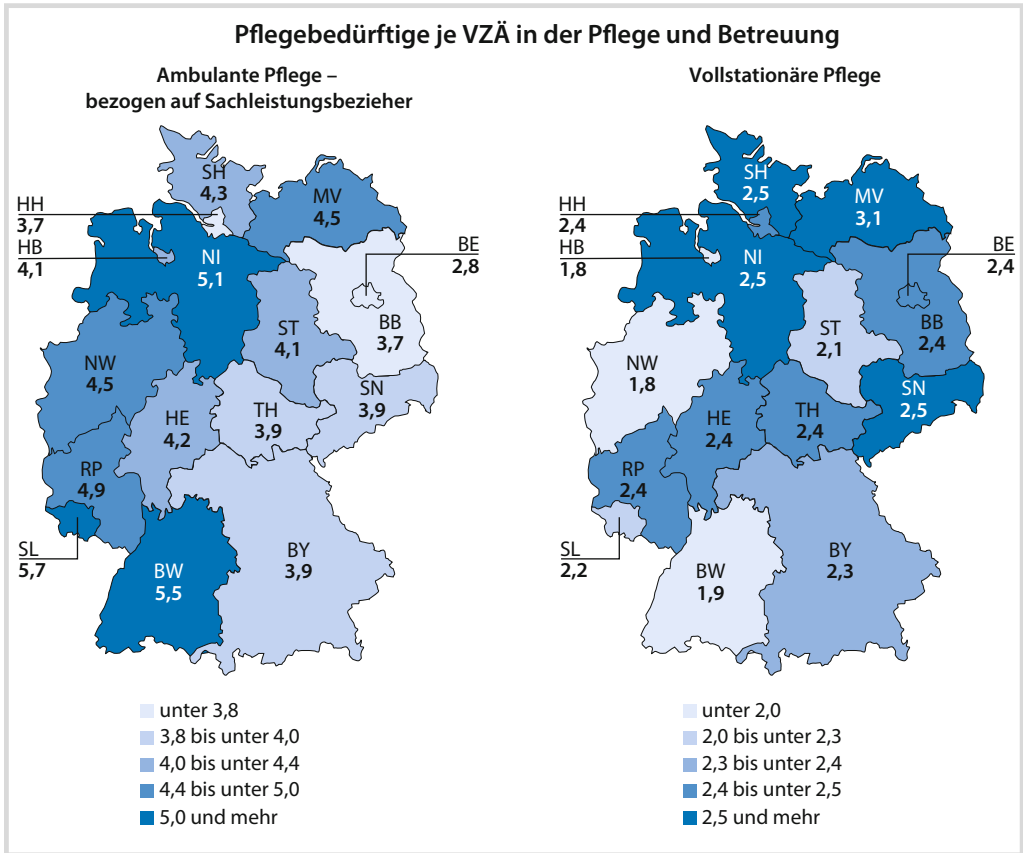 Pflegebedürftige je VZÄ in der Pflege und Betreuung
Ambulante Pflege –
bezogen auf Sachleistungsbezieher
SH
4,3
MV
4,5
HH
3,7
HB
4,1
NI
5,1
BE
2,8
BB
3,7
ST
4,1
NW
4,5
SN
3,9
TH
3,9
HE
4,2
RP
4,9
SL
5,7
BW
5,5
BY
3,9
unter 3,8
3,8 bis unter 4,0
4,0 bis unter 4,4
4,4 bis unter 5,0
5,0 und mehr
Vollstationäre Pflege
SH
2,5
MV
3,1
HH
2,4
HB
1,8
NI
2,5
BE
2,4
BB
2,4
ST
2,1
NW
1,8
SN
2,5
TH
2,4
HE
2,4
RP
2,4
SL
2,2
BW
1,9
BY
2,3
unter 2,0
2,0 bis unter 2,3
2,3 bis unter 2,4
2,4 bis unter 2,5
2,5 und mehr